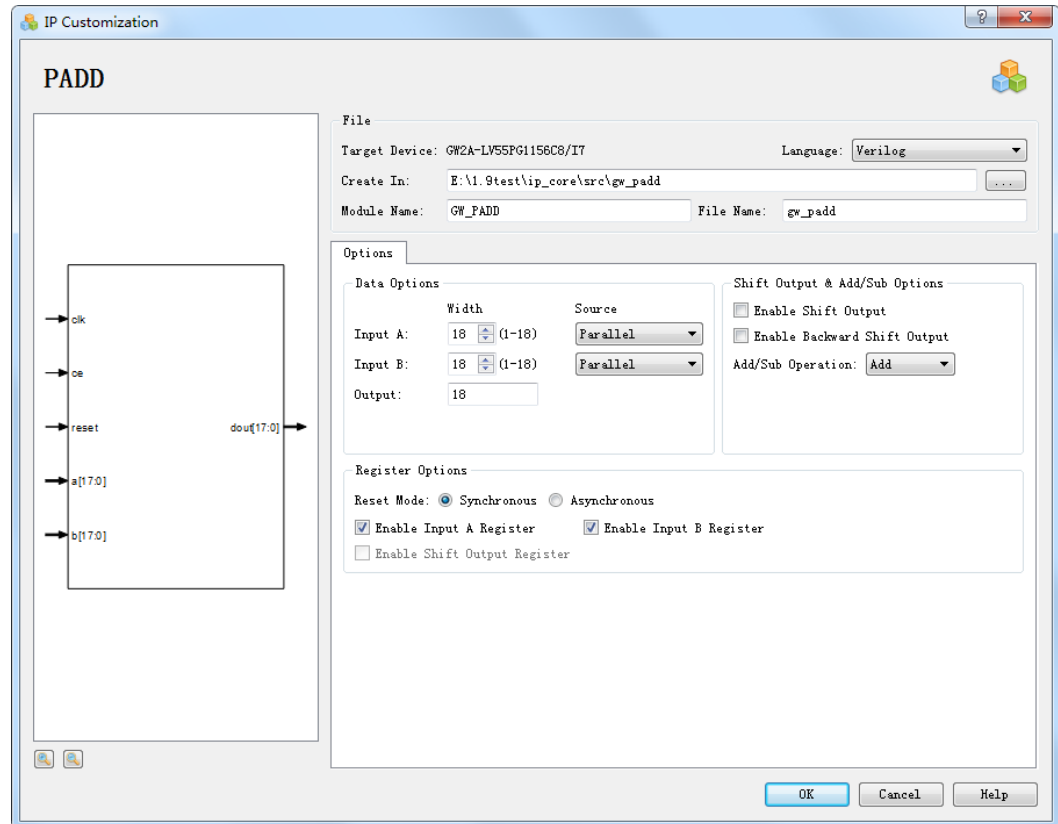 IP Customization
PADD
File
Target Device: GW2A-LV55PG1156C8/I7 Language: Verilog
Create In: E:\1.9test\ip_core\src\gw_padd ...
Module Name: GW_PADD File Name: gw_padd
Options
Data Options
Width Source
Input A: 18 (1-18) Parallel
Input B: 18 (1-18) Parallel
Output: 18
Shift Output & Add/Sub Options
Enable Shift Output
Enable Backward Shift Output
Add/Sub Operation: Add
Register Options
Reset Mode: Synchronous Asynchronous
Enable Input A Register Enable Input B Register
Enable Shift Output Register
clk
ce
reset dout[17:0]
a[17:0]
b[17:0]
OK Cancel Help